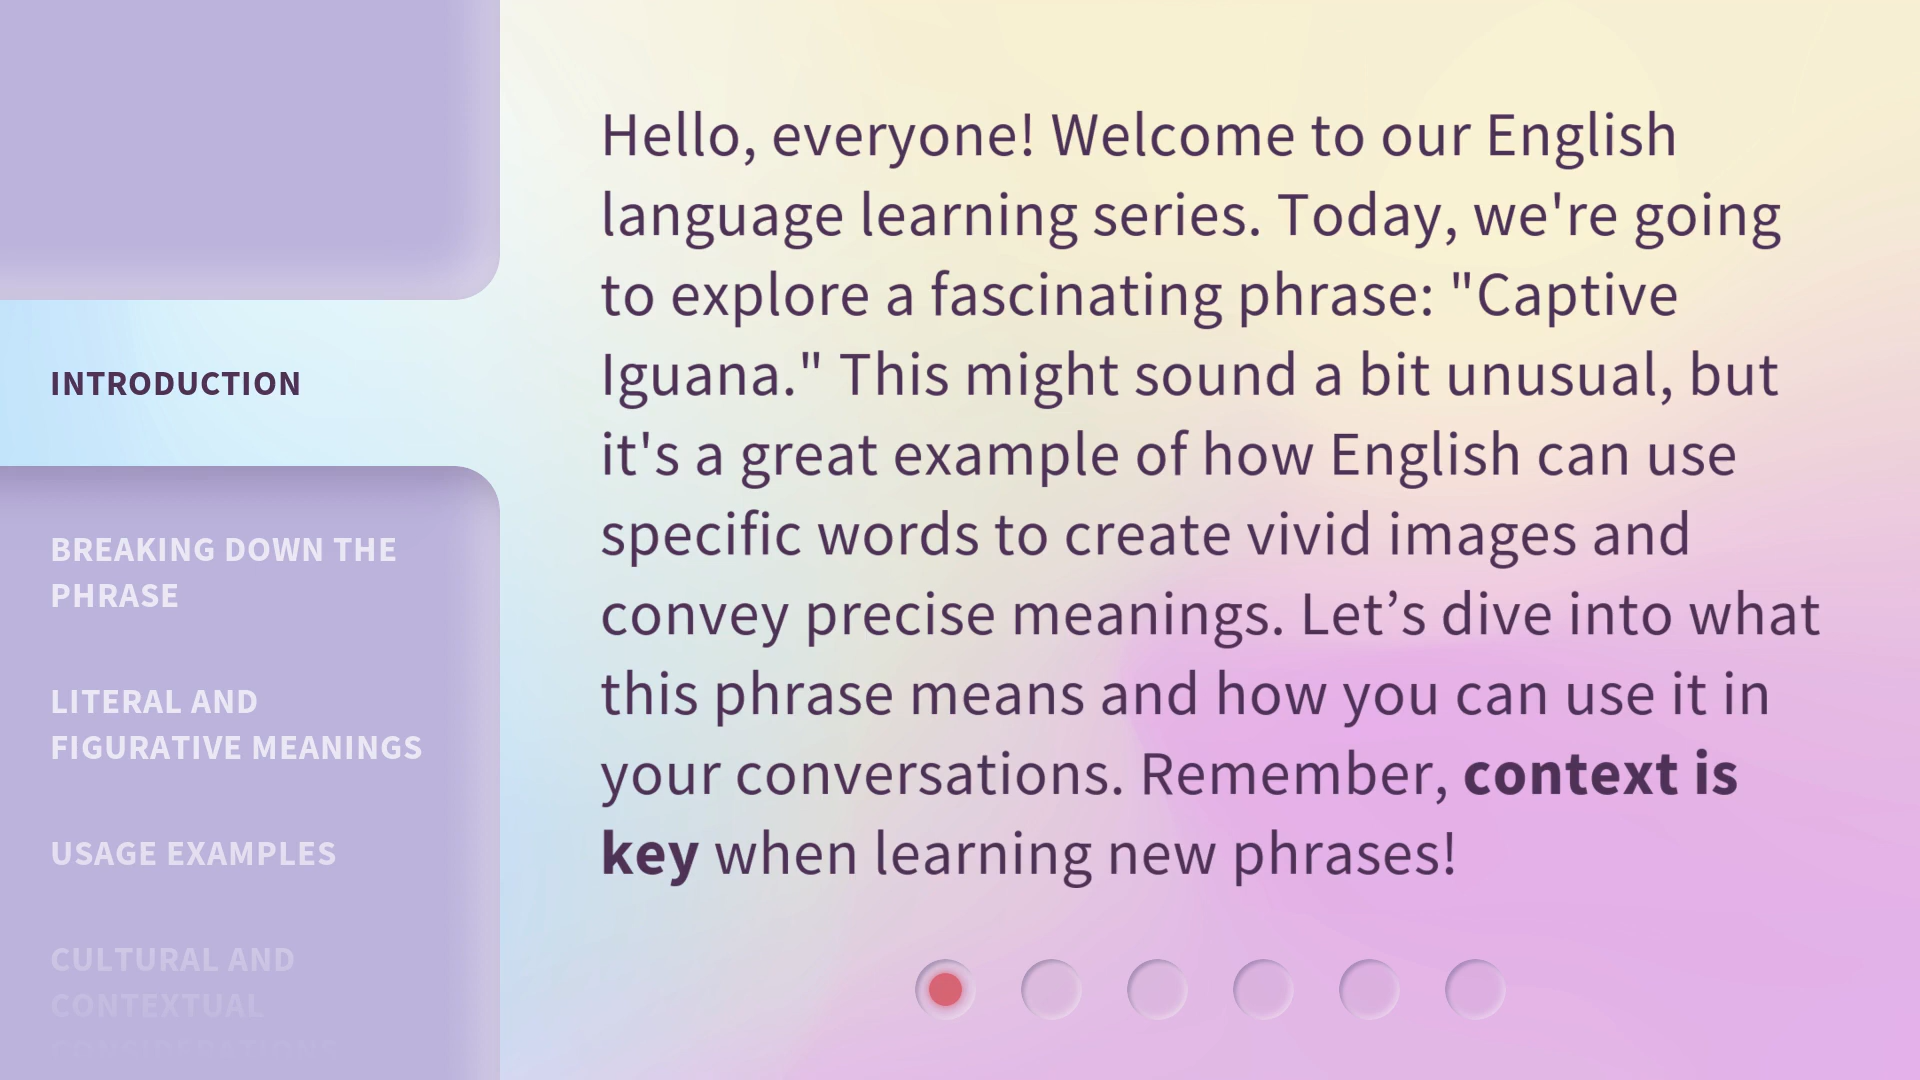 INTRODUCTION
BREAKING DOWN THE
PHRASE
LITERAL AND
FIGURATIVE MEANINGS
USAGE EXAMPLES
CULTURAL AND
CONTEXTUAL
CONSIDERATIONS
Hello, everyone! Welcome to our English
language learning series. Today, we're going
to explore a fascinating phrase: "Captive
Iguana." This might sound a bit unusual, but
it's a great example of how English can use
specific words to create vivid images and
convey precise meanings. Let’s dive into what
this phrase means and how you can use it in
your conversations. Remember, context is
key when learning new phrases!